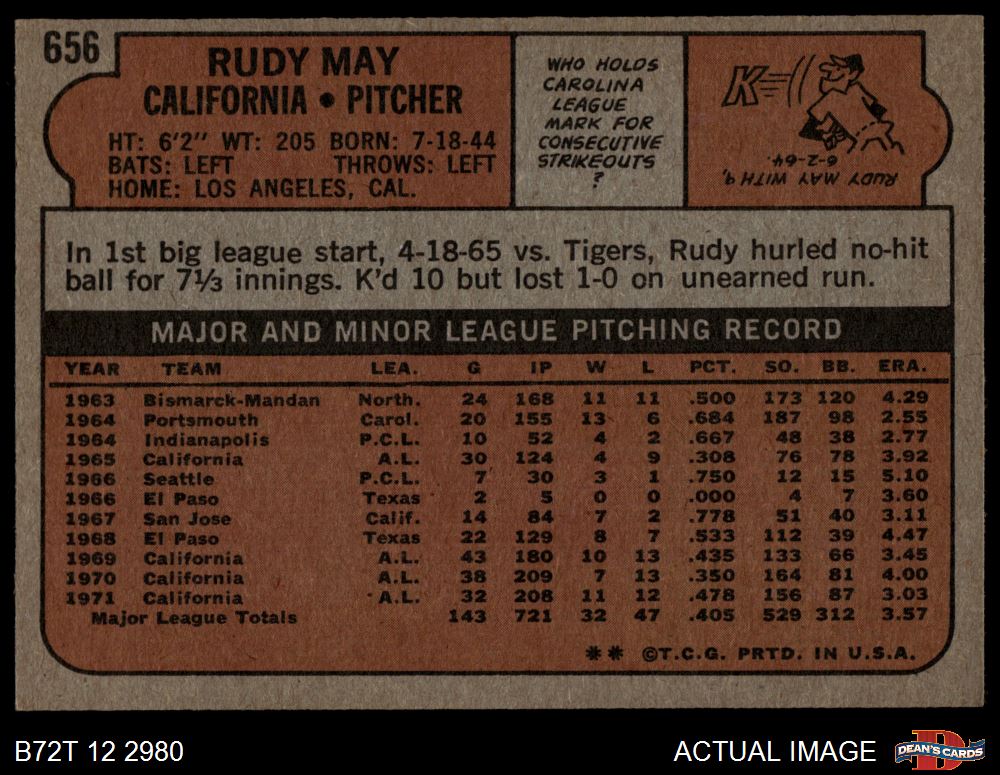 656
RUDY MAY
CALIFORNIA • PITCHER
HT: 6'2" WT: 205 BORN: 7-18-44
BATS: LEFT THROWS: LEFT
HOME: LOS ANGELES, CAL.
WHO HOLDS
CAROLINA
LEAGUE
MARK FOR
CONSECUTIVE
STRIKEOUTS
?
K
RUDY MAY WITH 9,
6-2-64.
In 1st big league start, 4-18-65 vs. Tigers, Rudy hurled no-hit
ball for 7⅓ innings. K'd 10 but lost 1-0 on unearned run.
MAJOR AND MINOR LEAGUE PITCHING RECORD
YEAR TEAM LEA. G IP W L PCT. SO. BB. ERA.
1963 Bismarck-Mandan North. 24 168 11 11 .500 173 120 4.29
1964 Portsmouth Carol. 20 155 13 6 .684 187 98 2.55
1964 Indianapolis P.C.L. 10 52 4 2 .667 48 38 2.77
1965 California A.L. 30 124 4 9 .308 76 78 3.92
1966 Seattle P.C.L. 7 30 3 1 .750 12 15 5.10
1966 El Paso Texas 2 5 0 0 .000 4 7 3.60
1967 San Jose Calif. 14 84 7 2 .778 51 40 3.11
1968 El Paso Texas 22 129 8 7 .533 112 39 4.47
1969 California A.L. 43 180 10 13 .435 133 66 3.45
1970 California A.L. 38 209 7 13 .350 164 81 4.00
1971 California A.L. 32 208 11 12 .478 156 87 3.03
Major League Totals 143 721 32 47 .405 529 312 3.57
** ©T.C.G. PRTD. IN U.S.A.
B72T 12 2980
ACTUAL IMAGE
D
DEAN'S CARDS